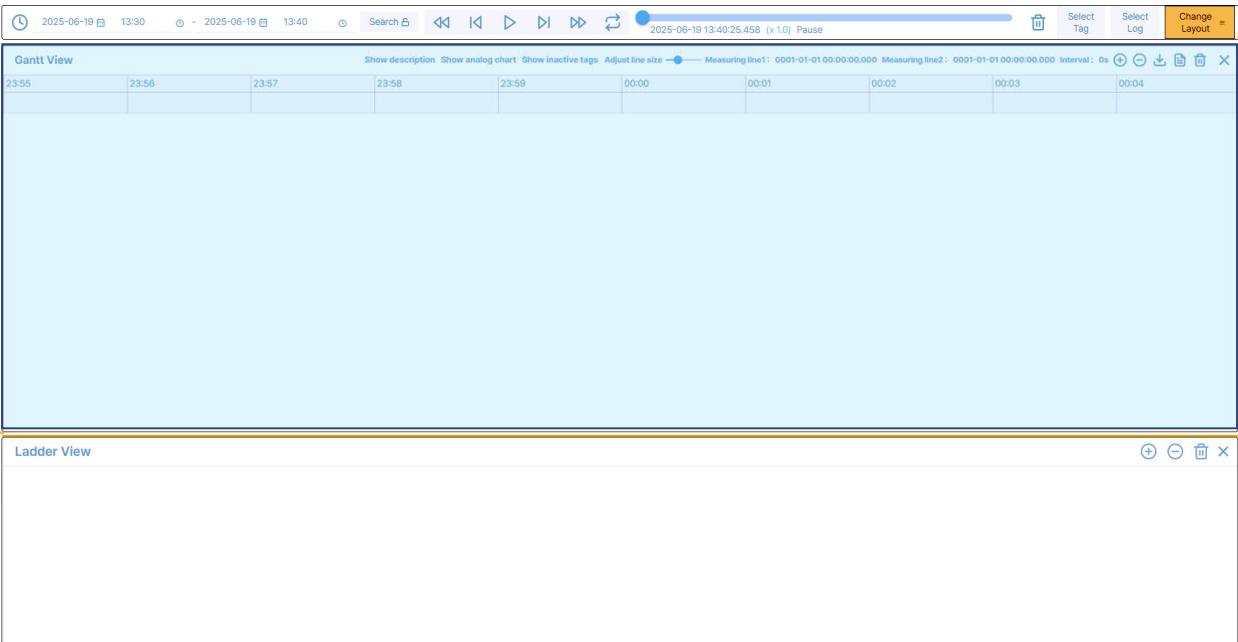 2025-06-19 13:30 - 2025-06-19 13:40 Search Select Tag Select Log Change Layout
2025-06-19 13:40:25.458 (x 1.0) Pause
Gantt View Show description Show analog chart Show inactive tags Adjust line size Measuring line1 : 0001-01-01 00:00:00.000 Measuring line2 : 0001-01-01 00:00:00.000 Interval : 0s
23:55 23:56 23:57 23:58 23:59 00:00 00:01 00:02 00:03 00:04
Ladder View